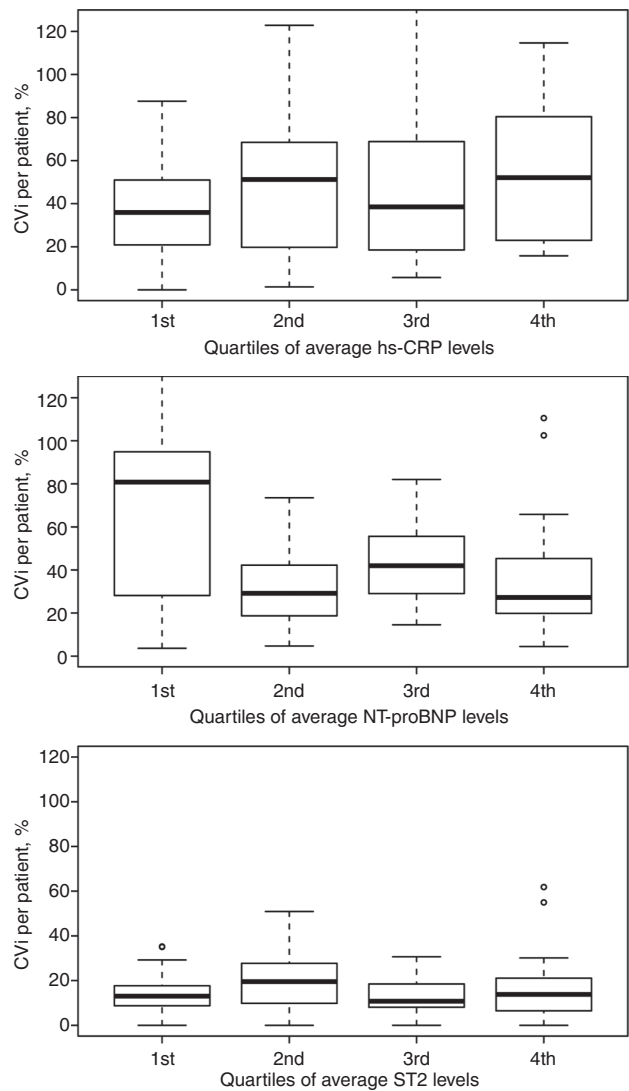 120
100
80
60
40
20
0
CVi per patient, %
1st 2nd 3rd 4th
Quartiles of average hs-CRP levels
120
100
80
60
40
20
0
CVi per patient, %
1st 2nd 3rd 4th
Quartiles of average NT-proBNP levels
120
100
80
60
40
20
0
CVi per patient, %
1st 2nd 3rd 4th
Quartiles of average ST2 levels